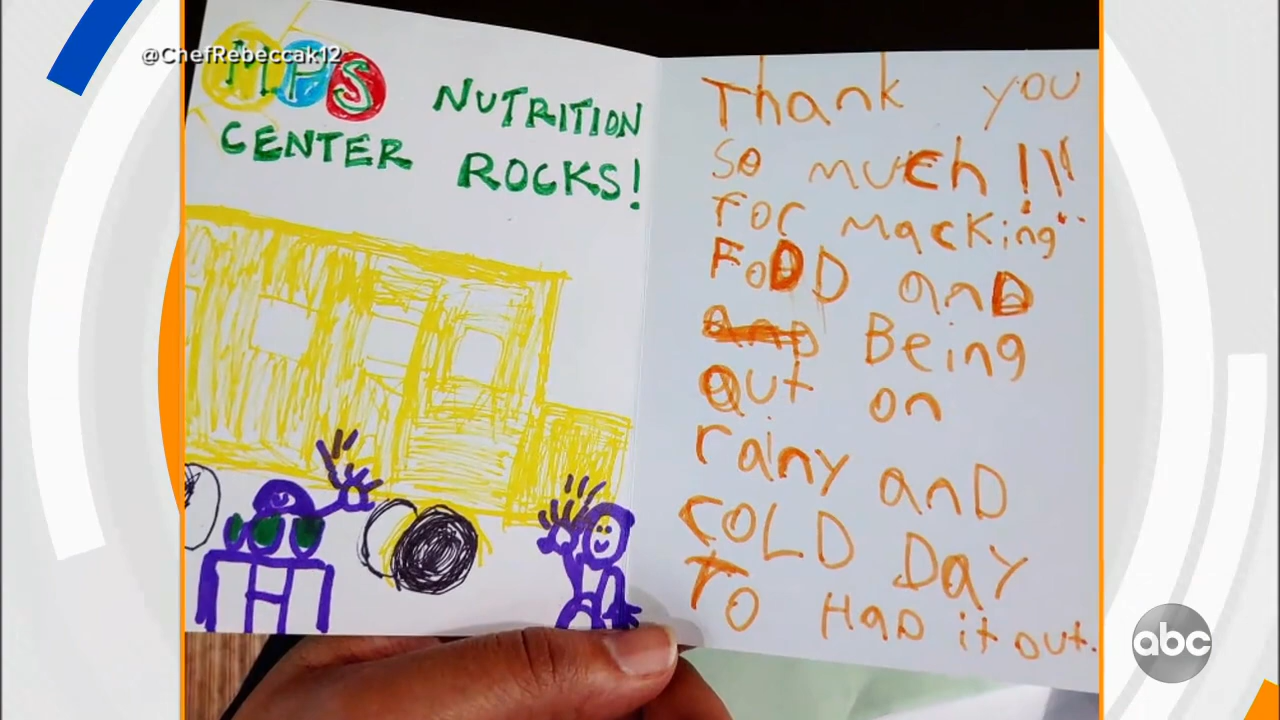 @ChefRebeccak12
MPS NUTRITION
CENTER ROCKS!
Thank you
So much!!!
For Macking
FooD anD
anD Being
out on
rainy anD
COLD Day
To HaD it out.
abc